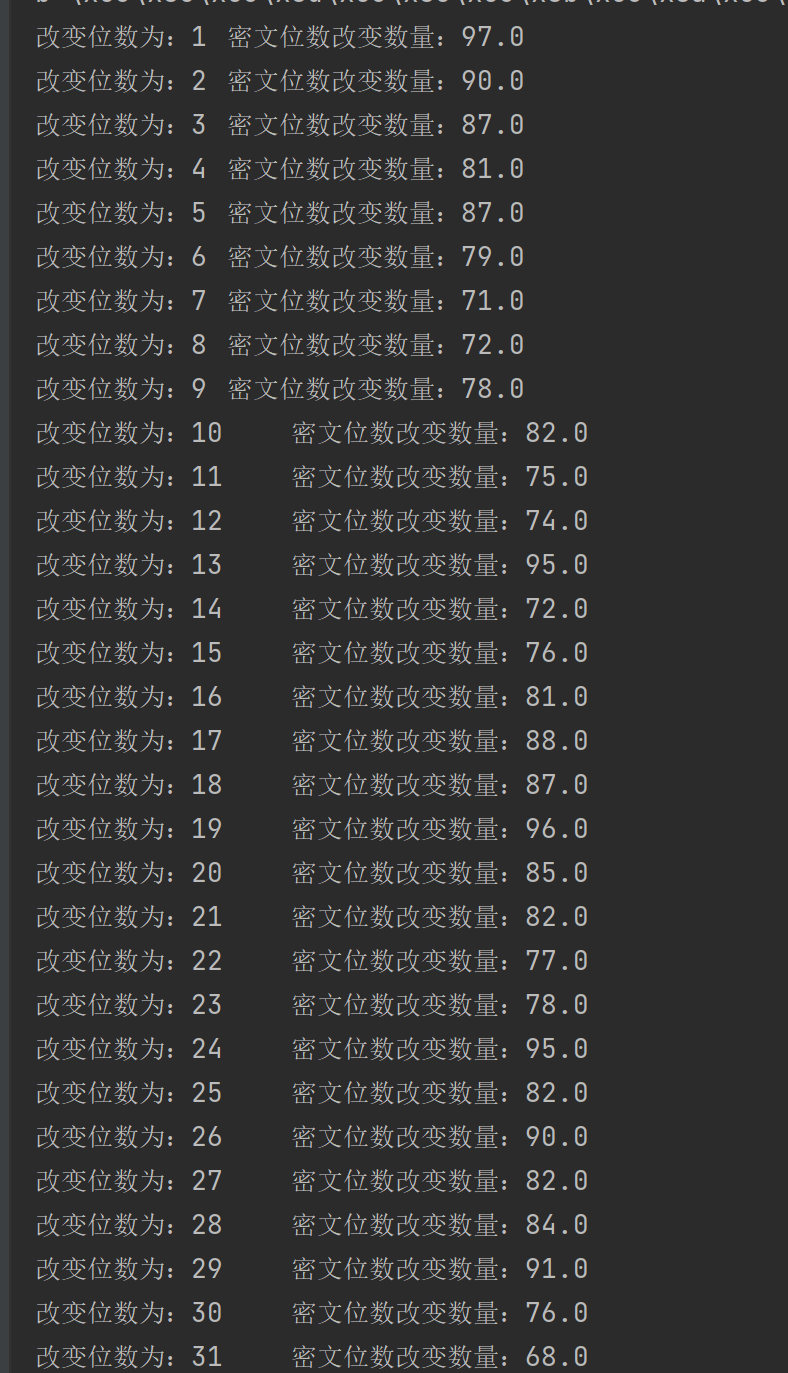 改变位数为：1 密文位数改变数量：97.0
改变位数为：2 密文位数改变数量：90.0
改变位数为：3 密文位数改变数量：87.0
改变位数为：4 密文位数改变数量：81.0
改变位数为：5 密文位数改变数量：87.0
改变位数为：6 密文位数改变数量：79.0
改变位数为：7 密文位数改变数量：71.0
改变位数为：8 密文位数改变数量：72.0
改变位数为：9 密文位数改变数量：78.0
改变位数为：10 密文位数改变数量：82.0
改变位数为：11 密文位数改变数量：75.0
改变位数为：12 密文位数改变数量：74.0
改变位数为：13 密文位数改变数量：95.0
改变位数为：14 密文位数改变数量：72.0
改变位数为：15 密文位数改变数量：76.0
改变位数为：16 密文位数改变数量：81.0
改变位数为：17 密文位数改变数量：88.0
改变位数为：18 密文位数改变数量：87.0
改变位数为：19 密文位数改变数量：96.0
改变位数为：20 密文位数改变数量：85.0
改变位数为：21 密文位数改变数量：82.0
改变位数为：22 密文位数改变数量：77.0
改变位数为：23 密文位数改变数量：78.0
改变位数为：24 密文位数改变数量：95.0
改变位数为：25 密文位数改变数量：82.0
改变位数为：26 密文位数改变数量：90.0
改变位数为：27 密文位数改变数量：82.0
改变位数为：28 密文位数改变数量：84.0
改变位数为：29 密文位数改变数量：91.0
改变位数为：30 密文位数改变数量：76.0
改变位数为：31 密文位数改变数量：68.0